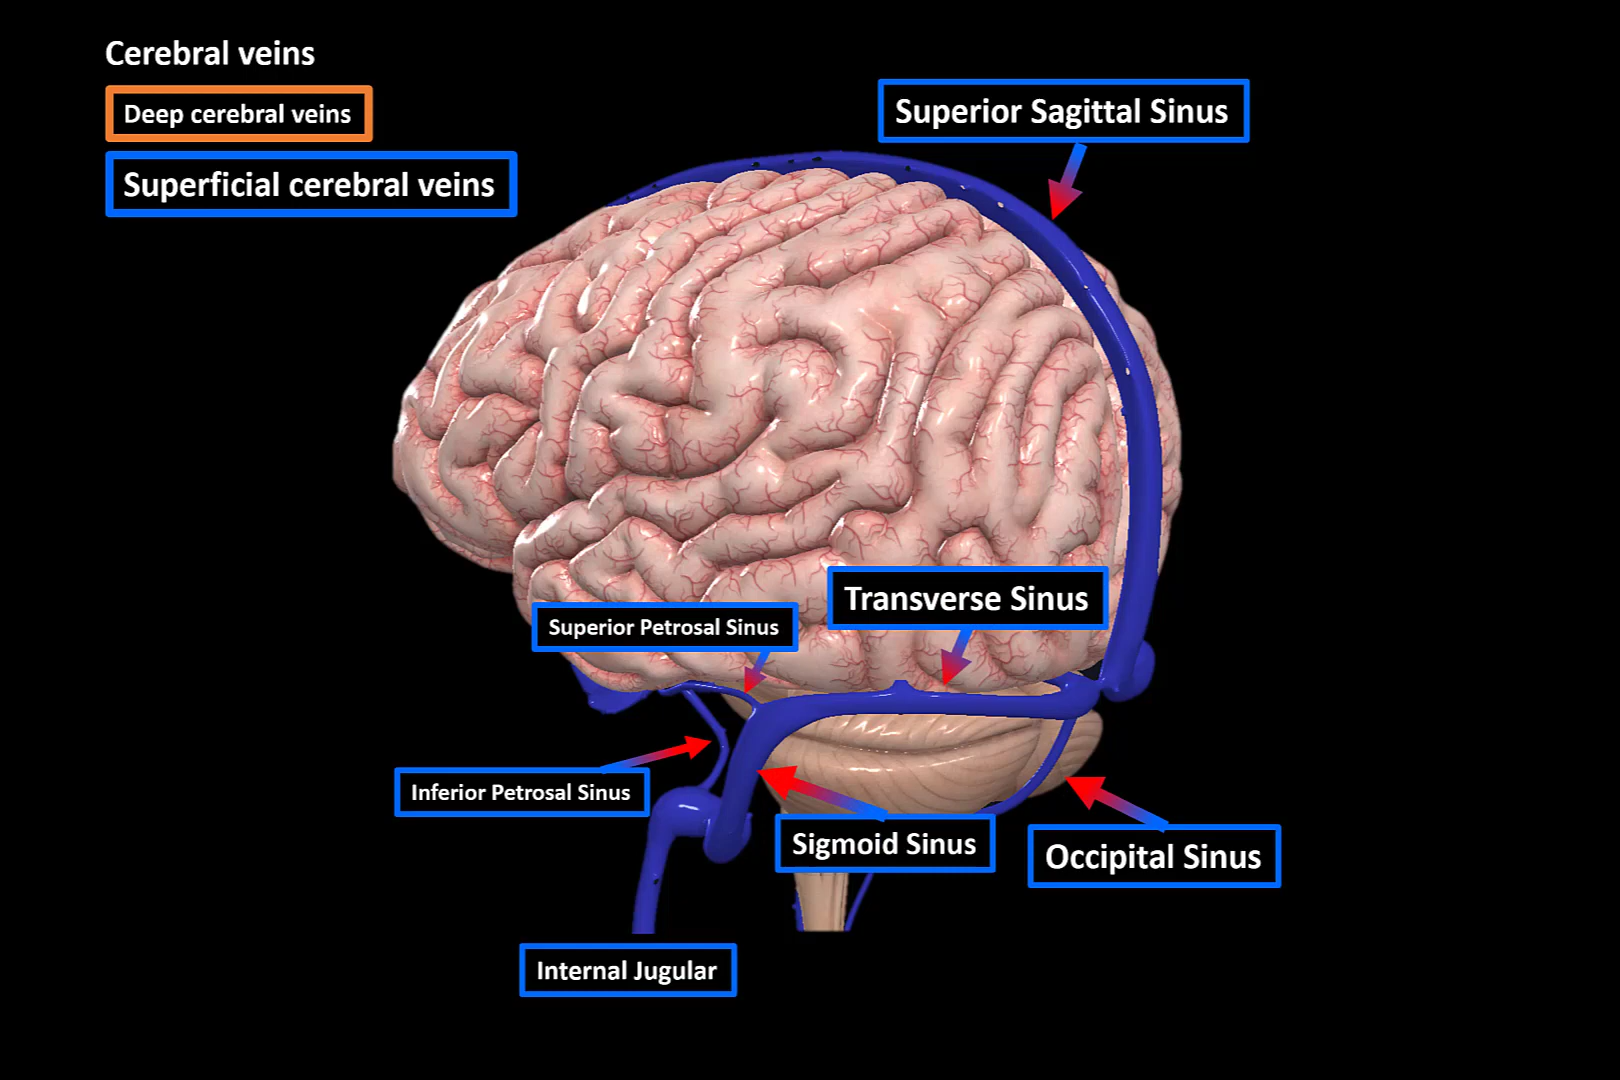 Cerebral veins
Deep cerebral veins
Superficial cerebral veins
Superior Sagittal Sinus
Transverse Sinus
Superior Petrosal Sinus
Inferior Petrosal Sinus
Sigmoid Sinus
Occipital Sinus
Internal Jugular